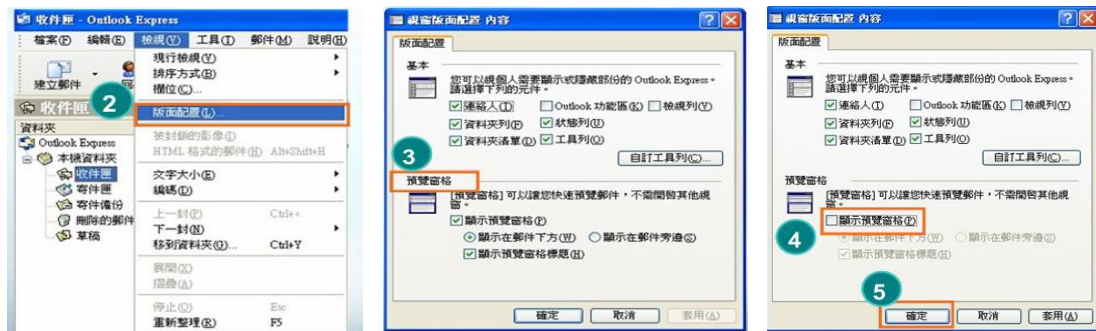 收件匣 - Outlook Express
檔案(F) 編輯(E) 檢視(V) 工具(T) 郵件(M) 說明(H)
建立郵件
收件匣
2
資料夾
Outlook Express
本機資料夾
收件匣
寄件匣
寄件備份
刪除的郵件
草稿
現行檢視(V)
排序方式(B)
欄位(C)...
版面配置(L)...
被封鎖的影像(I)
HTML 格式的郵件(H) Alt+Shift+H
文字大小(E)
編碼(D)
上一封(P) Ctrl+<
下一封(N)
移到資料夾(G)... Ctrl+Y
展開(X)
摺疊(A)
停止(O) Esc
重新整理(R) F5
視窗版面配置 內容
版面配置
基本
您可以視個人需要顯示或隱藏部份的 Outlook Express。
請選擇下列的元件。
連絡人(T) Outlook 功能區(K) 檢視列(V)
資料夾列(F) 狀態列(U)
資料夾清單(D) 工具列(O)
自訂工具列(C)...
3
預覽窗格
[預覽窗格] 可以讓您快速預覽郵件，不需開啟其他視
窗。
顯示預覽窗格(P)
顯示在郵件下方(W) 顯示在郵件旁邊(S)
顯示預覽窗格標題(H)
確定 取消 套用(A)
視窗版面配置 內容
版面配置
基本
您可以視個人需要顯示或隱藏部份的 Outlook Express。
請選擇下列的元件。
連絡人(T) Outlook 功能區(K) 檢視列(V)
資料夾列(F) 狀態列(U)
資料夾清單(D) 工具列(O)
自訂工具列(C)...
預覽窗格
[預覽窗格] 可以讓您快速預覽郵件，不需開啟其他視
窗。
顯示預覽窗格(P)
4
顯示在郵件下方(W) 顯示在郵件旁邊(S)
顯示預覽窗格標題(H)
5
確定 取消 套用(A)